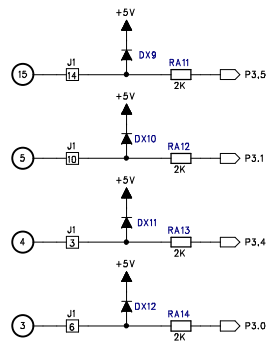 +5V
DX9
J1
RA11
15
14
P3,5
2K
+5V
DX10
J1
RA12
5
10
P3.1
2K
+5V
DX11
J1
RA13
4
3
P3,4
2K
+5V
DX12
J1
RA14
3
6
P3.0
2K